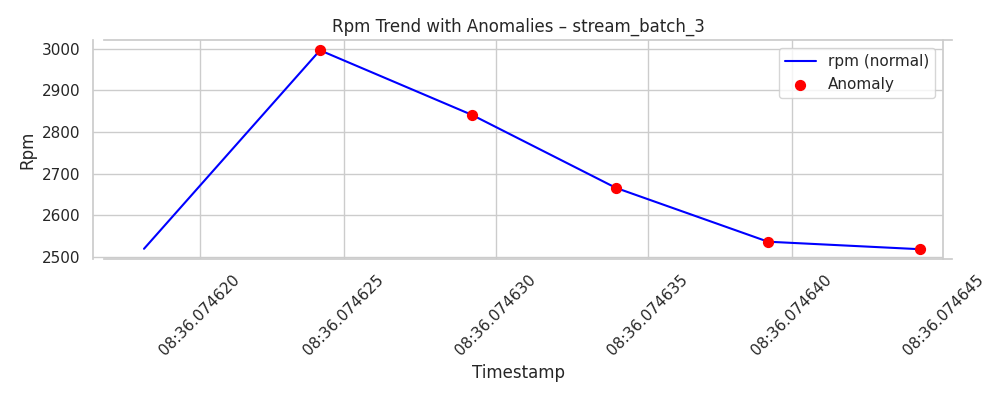 Rpm Trend with Anomalies – stream_batch_3
3000
2900
2800
2700
2600
2500
Rpm
rpm (normal)
Anomaly
08:36.074620
08:36.074625
08:36.074630
08:36.074635
08:36.074640
08:36.074645
Timestamp